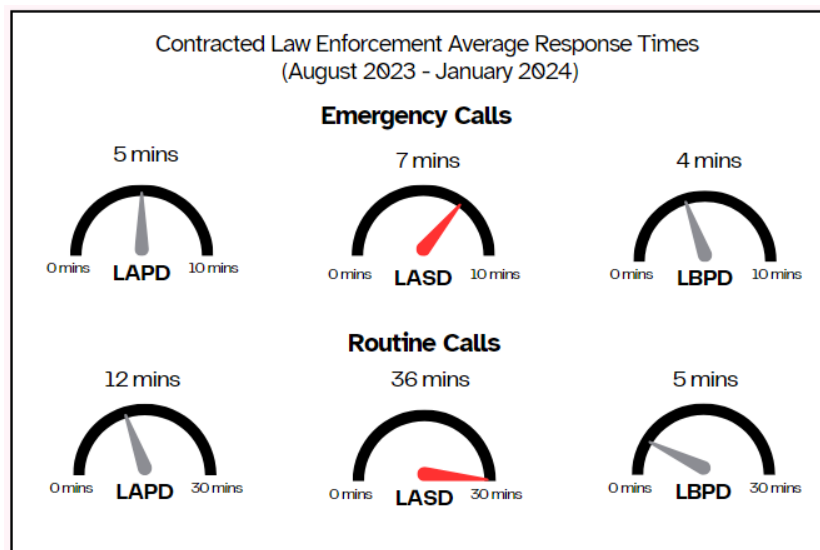 Contracted Law Enforcement Average Response Times
(August 2023 - January 2024)
Emergency Calls
5 mins
7 mins
4 mins
0 mins
LAPD
10 mins
0 mins
LASD
10 mins
0 mins
LBPD
10 mins
Routine Calls
12 mins
36 mins
5 mins
0 mins
LAPD
30 mins
0 mins
LASD
30 mins
0 mins
LBPD
30 mins